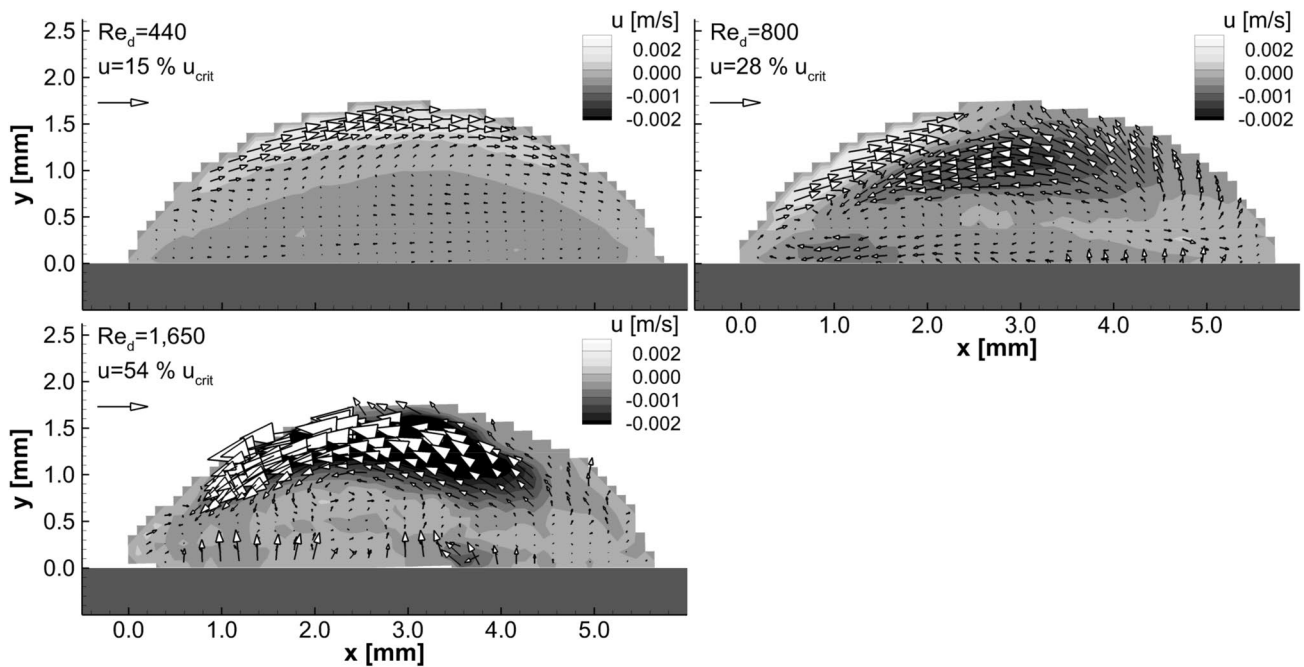 Re_d=440
u=15 % u_crit
u [m/s]
0.002
0.000
-0.001
-0.002
2.5
2.0
1.5
1.0
0.5
0.0
y [mm]
Re_d=800
u=28 % u_crit
u [m/s]
0.002
0.000
-0.001
-0.002
0.0 1.0 2.0 3.0 4.0 5.0
x [mm]
Re_d=1,650
u=54 % u_crit
u [m/s]
0.002
0.000
-0.001
-0.002
2.5
2.0
1.5
1.0
0.5
0.0
y [mm]
0.0 1.0 2.0 3.0 4.0 5.0
x [mm]